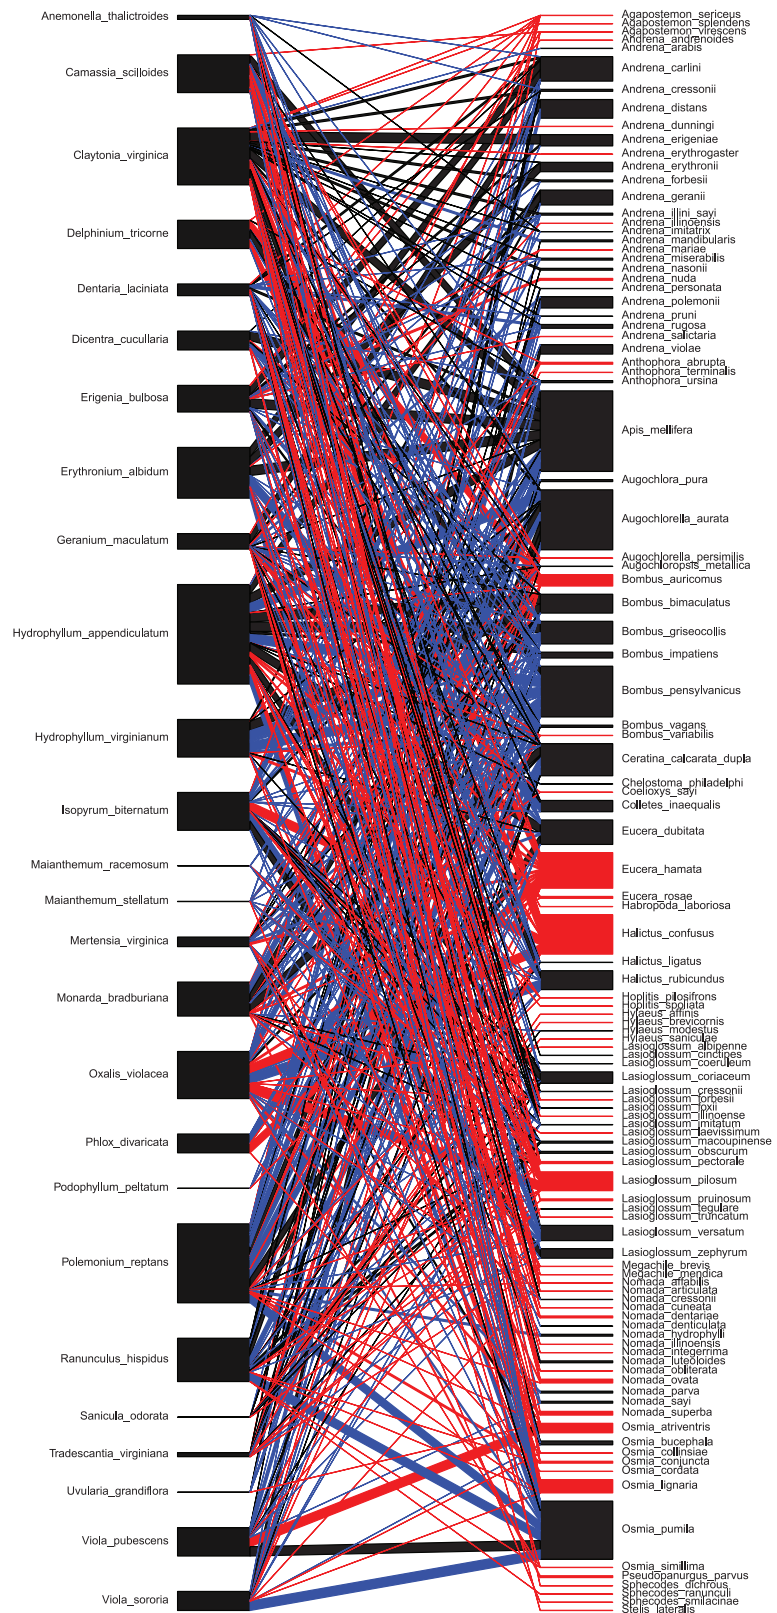 Anemonella_thalictroides
Camassia_scilloides
Claytonia_virginica
Delphinium_tricorne
Dentaria_laciniata
Dicentra_cucullaria
Erigenia_bulbosa
Erythronium_albidum
Geranium_maculatum
Hydrophyllum_appendiculatum
Hydrophyllum_virginianum
Isopyrum_biternatum
Maianthemum_racemosum
Maianthemum_stellatum
Mertensia_virginica
Monarda_bradburiana
Oxalis_violacea
Phlox_divaricata
Podophyllum_peltatum
Polemonium_reptans
Ranunculus_hispidus
Sanicula_odorata
Tradescantia_virginiana
Uvularia_grandiflora
Viola_pubescens
Viola_sororia
Agapostemon_sericeus
Agapostemon_splendens
Agapostemon_virescens
Andrena_andrenoides
Andrena_arabis
Andrena_carlini
Andrena_cressonii
Andrena_distans
Andrena_dunningi
Andrena_erigeniae
Andrena_erythrogaster
Andrena_erythronii
Andrena_forbesii
Andrena_geranii
Andrena_illini_sayi
Andrena_illinoensis
Andrena_imitatrix
Andrena_mandibularis
Andrena_mariae
Andrena_miserabilis
Andrena_nasonii
Andrena_nuda
Andrena_personata
Andrena_polemonii
Andrena_pruni
Andrena_rugosa
Andrena_salictaria
Andrena_violae
Anthophora_abrupta
Anthophora_terminalis
Anthophora_ursina
Apis_mellifera
Augochlora_pura
Augochlorella_aurata
Augochlorella_persimilis
Augochloropsis_metallica
Bombus_auricomus
Bombus_bimaculatus
Bombus_griseocollis
Bombus_impatiens
Bombus_pensylvanicus
Bombus_vagans
Bombus_variabilis
Ceratina_calcarata_dupla
Chelostoma_philadelphi
Coelioxys_sayi
Colletes_inaequalis
Eucera_dubitata
Eucera_hamata
Eucera_rosae
Habropoda_laboriosa
Halictus_confusus
Halictus_ligatus
Halictus_rubicundus
Hoplitis_pilosifrons
Hoplitis_spoliata
Hylaeus_affinis
Hylaeus_brevicornis
Hylaeus_modestus
Hylaeus_saniculae
Lasioglossum_albipenne
Lasioglossum_cinctipes
Lasioglossum_coeruleum
Lasioglossum_coriaceum
Lasioglossum_cressonii
Lasioglossum_forbesii
Lasioglossum_foxii
Lasioglossum_illinoense
Lasioglossum_imitatum
Lasioglossum_laevissimum
Lasioglossum_macoupinense
Lasioglossum_obscurum
Lasioglossum_pectorale
Lasioglossum_pilosum
Lasioglossum_pruinosum
Lasioglossum_tegulare
Lasioglossum_truncatum
Lasioglossum_versatum
Lasioglossum_zephyrum
Megachile_brevis
Megachile_mendica
Nomada_affabilis
Nomada_articulata
Nomada_cressonii
Nomada_cuneata
Nomada_dentariae
Nomada_denticulata
Nomada_hydrophylli
Nomada_illinoensis
Nomada_integerrima
Nomada_luteoloides
Nomada_obliterata
Nomada_ovata
Nomada_parva
Nomada_sayi
Nomada_superba
Osmia_atriventris
Osmia_bucephala
Osmia_collinsiae
Osmia_conjuncta
Osmia_cordata
Osmia_lignaria
Osmia_pumila
Osmia_simillima
Pseudopanurgus_parvus
Sphecodes_dichrous
Sphecodes_ranunculi
Sphecodes_smilacinae
Stelis_lateralis